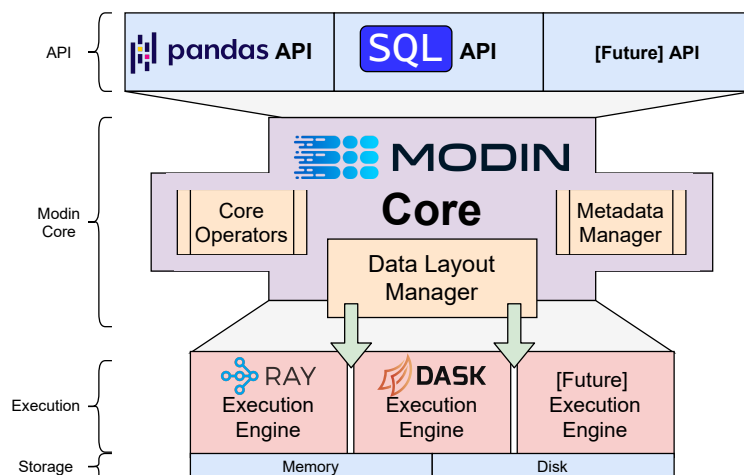 API
pandas API
SQL API
[Future] API
Modin
Core
MODIN
Core
Core
Operators
Metadata
Manager
Data Layout
Manager
Execution
RAY
Execution
Engine
DASK
Execution
Engine
[Future]
Execution
Engine
Storage
Memory
Disk